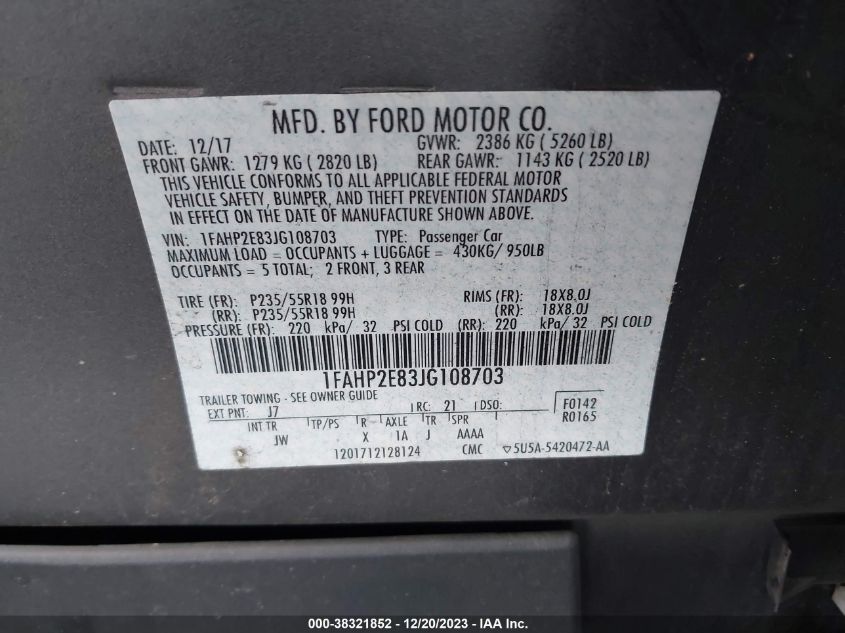 MFD. BY FORD MOTOR CO.
DATE: 12/17 GVWR: 2386 KG ( 5260 LB)
FRONT GAWR: 1279 KG ( 2820 LB) REAR GAWR: 1143 KG ( 2520 LB)
THIS VEHICLE CONFORMS TO ALL APPLICABLE FEDERAL MOTOR
VEHICLE SAFETY, BUMPER, AND THEFT PREVENTION STANDARDS
IN EFFECT ON THE DATE OF MANUFACTURE SHOWN ABOVE.
VIN: 1FAHP2E83JG108703 TYPE: Passenger Car
MAXIMUM LOAD = OCCUPANTS + LUGGAGE = 430KG/ 950LB
OCCUPANTS = 5 TOTAL; 2 FRONT, 3 REAR
TIRE (FR): P235/55R18 99H RIMS (FR): 18X8.0J
(RR): P235/55R18 99H (RR): 18X8.0J
PRESSURE (FR): 220 kPa/ 32 PSI COLD (RR): 220 kPa/ 32 PSI COLD
1FAHP2E83JG108703
TRAILER TOWING - SEE OWNER GUIDE
EXT PNT: J7 RC: 21 DSO: F0142
INT TR TP/PS R AXLE TR SPR R0165
JW X 1A J AAAA
1201712128124 CMC ▽5U5A-5420472-AA
000-38321852 - 12/20/2023 - IAA Inc.